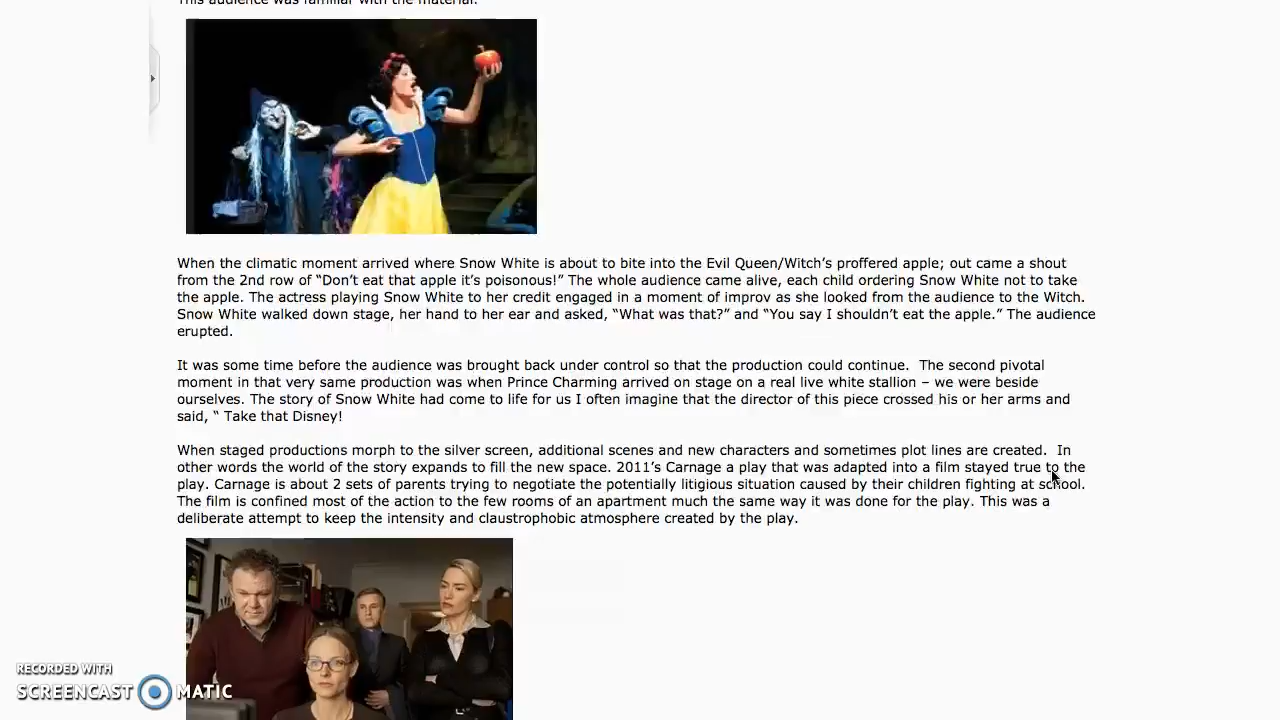 This audience was familiar with the material.
When the climatic moment arrived where Snow White is about to bite into the Evil Queen/Witch's proffered apple; out came a shout
from the 2nd row of “Don't eat that apple it's poisonous!” The whole audience came alive, each child ordering Snow White not to take
the apple. The actress playing Snow White to her credit engaged in a moment of improv as she looked from the audience to the Witch.
Snow White walked down stage, her hand to her ear and asked, “What was that?” and “You say I shouldn't eat the apple.” The audience
erupted.
It was some time before the audience was brought back under control so that the production could continue.  The second pivotal
moment in that very same production was when Prince Charming arrived on stage on a real live white stallion – we were beside
ourselves. The story of Snow White had come to life for us I often imagine that the director of this piece crossed his or her arms and
said, “ Take that Disney!
When staged productions morph to the silver screen, additional scenes and new characters and sometimes plot lines are created.  In
other words the world of the story expands to fill the new space. 2011's Carnage a play that was adapted into a film stayed true to the
play. Carnage is about 2 sets of parents trying to negotiate the potentially litigious situation caused by their children fighting at school.
The film is confined most of the action to the few rooms of an apartment much the same way it was done for the play. This was a
deliberate attempt to keep the intensity and claustrophobic atmosphere created by the play.
RECORDED WITH
SCREENCAST MATIC